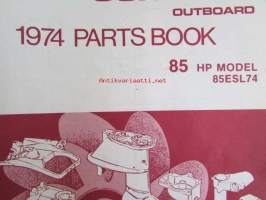 OUTBOARD
1974 PARTS BOOK
85 HP MODEL
85ESL74
Antikvariaatti.net